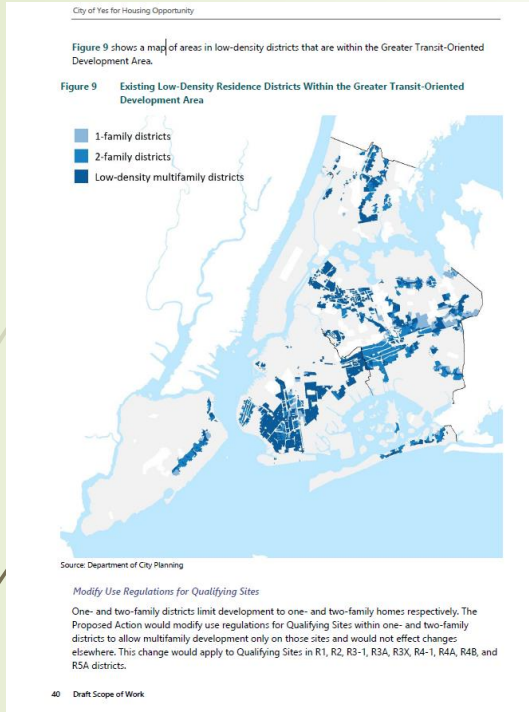 City of Yes for Housing Opportunity
Figure 9 shows a map of areas in low-density districts that are within the Greater Transit-Oriented
Development Area.
Figure 9 Existing Low-Density Residence Districts Within the Greater Transit-Oriented
Development Area
1-family districts
2-family districts
Low-density multifamily districts
Source: Department of City Planning
Modify Use Regulations for Qualifying Sites
One- and two-family districts limit development to one- and two-family homes respectively. The
Proposed Action would modify use regulations for Qualifying Sites within one- and two-family
districts to allow multifamily development only on those sites and would not effect changes
elsewhere. This change would apply to Qualifying Sites in R1, R2, R3-1, R3A, R3X, R4-1, R4A, R4B, and
R5A districts.
40 Draft Scope of Work